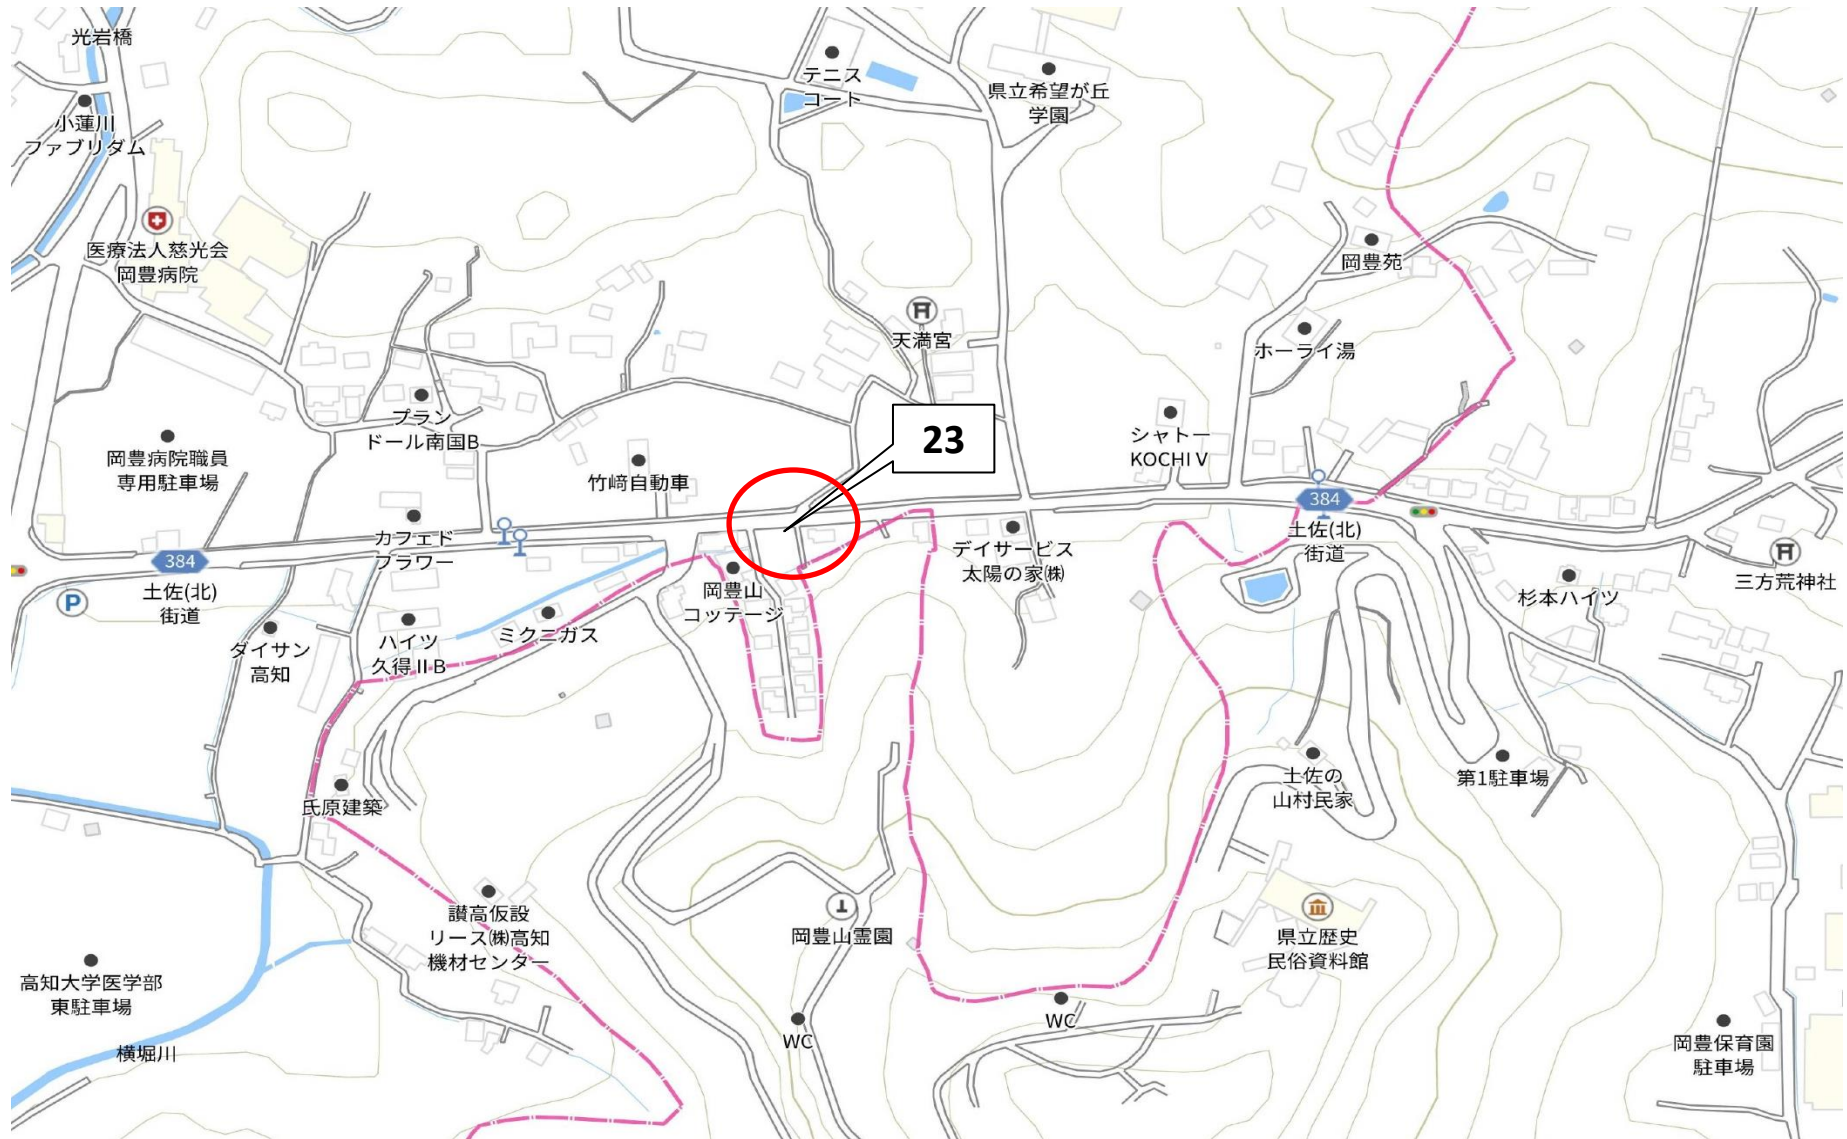 光岩橋
小蓮川
ファブリダム
テニス
コート
県立希望が丘
学園
医療法人慈光会
岡豊病院
岡豊苑
天満宮
ホーライ湯
プラン
ドール南国B
23
シャトー
KOCHI V
岡豊病院職員
専用駐車場
竹﨑自動車
384
土佐(北)
街道
カフェド
フラワー
384
土佐(北)
街道
P
デイサービス
太陽の家㈱
三方荒神社
岡豊山
コッテージ
杉本ハイツ
ミクニガス
ハイツ
久得ⅡB
ダイサン
高知
土佐の
山村民家
第1駐車場
氏原建築
讃高仮設
リース㈱高知
機材センター
岡豊山霊園
県立歴史
民俗資料館
高知大学医学部
東駐車場
WC
WC
横堀川
岡豊保育園
駐車場